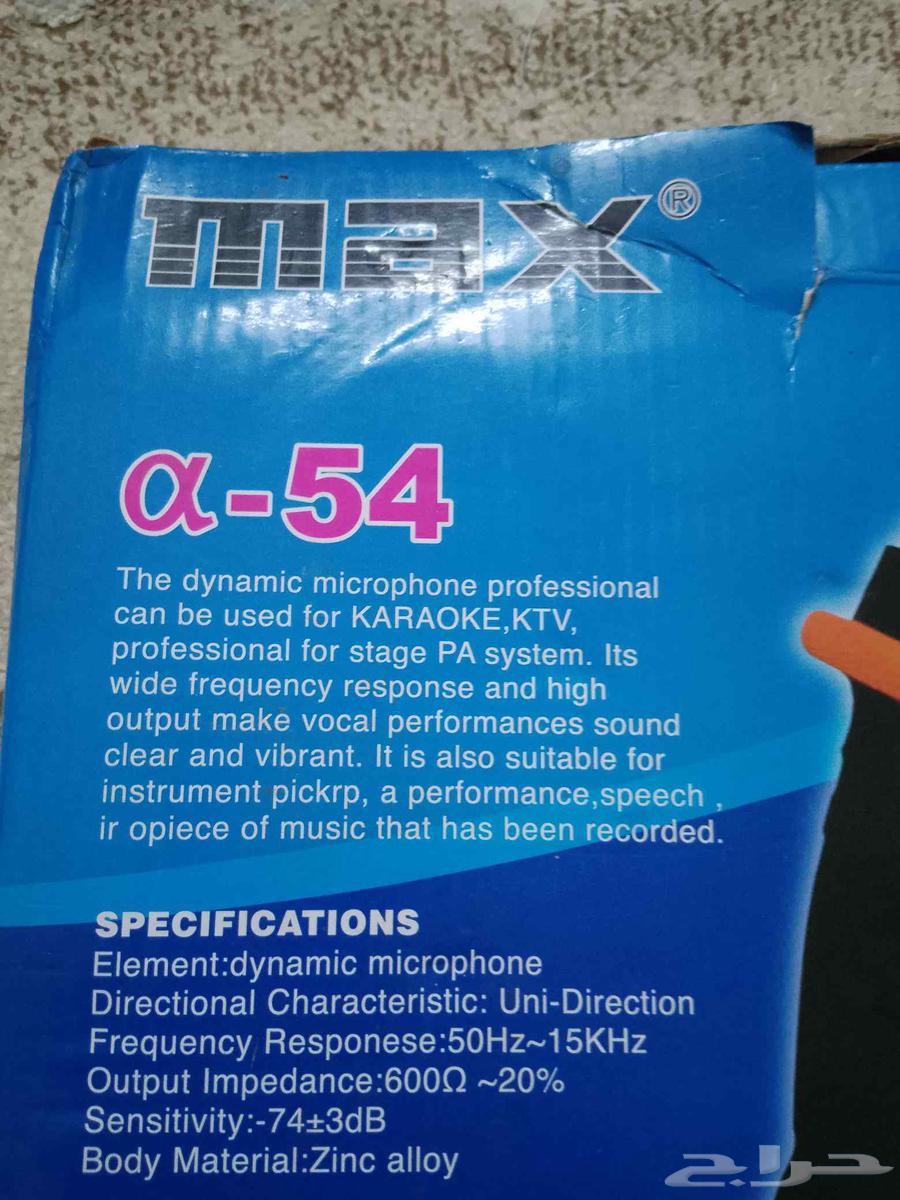 max®
α-54
The dynamic microphone professional
can be used for KARAOKE,KTV,
professional for stage PA system. Its
wide frequency response and high
output make vocal performances sound
clear and vibrant. It is also suitable for
instrument pickrp, a performance,speech ,
ir opiece of music that has been recorded.
SPECIFICATIONS
Element:dynamic microphone
Directional Characteristic: Uni-Direction
Frequency Responese:50Hz~15KHz
Output Impedance:600Ω ~20%
Sensitivity:-74±3dB
Body Material:Zinc alloy
حراج